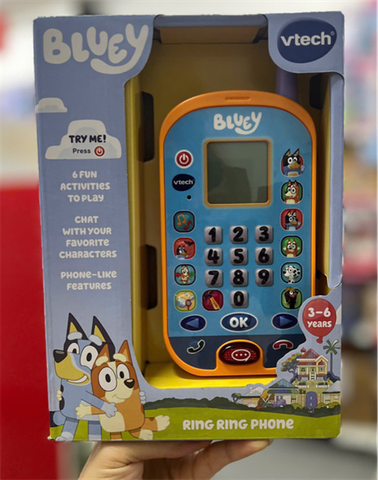 BLUEY
vtech
TRY ME!
Press
6 FUN
ACTIVITIES
TO PLAY
CHAT
WITH YOUR
FAVORITE
CHARACTERS
PHONE-LIKE
FEATURES
BLUEY
vtech
1 2 3
4 5 6
7 8 9
0
OK
3-6
YEARS
RING RING PHONE